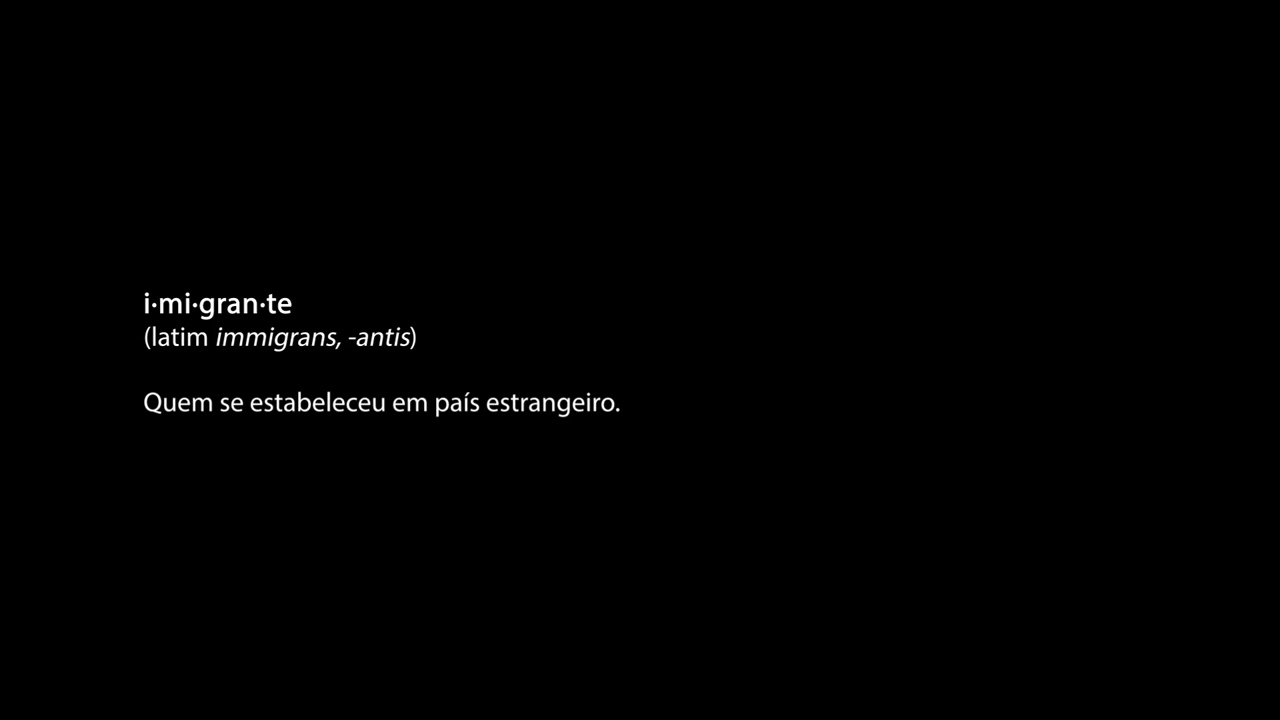 i·mi·gran·te
(latim immigrans, -antis)
Quem se estabeleceu em país estrangeiro.